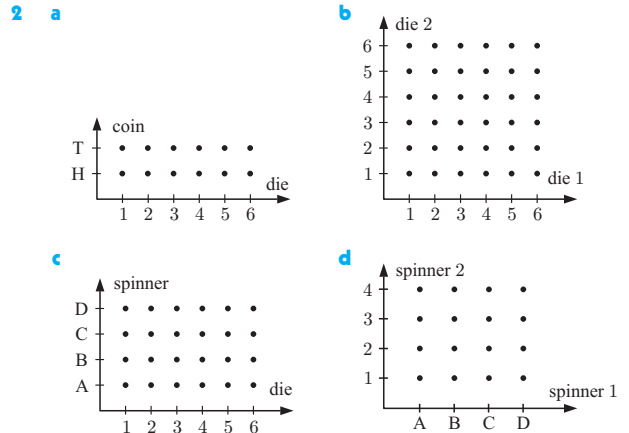 2 a
coin
T
H
die
1 2 3 4 5 6
b
die 2
6
5
4
3
2
1
die 1
1 2 3 4 5 6
c
spinner
D
C
B
A
die
1 2 3 4 5 6
d
spinner 2
4
3
2
1
spinner 1
A B C D